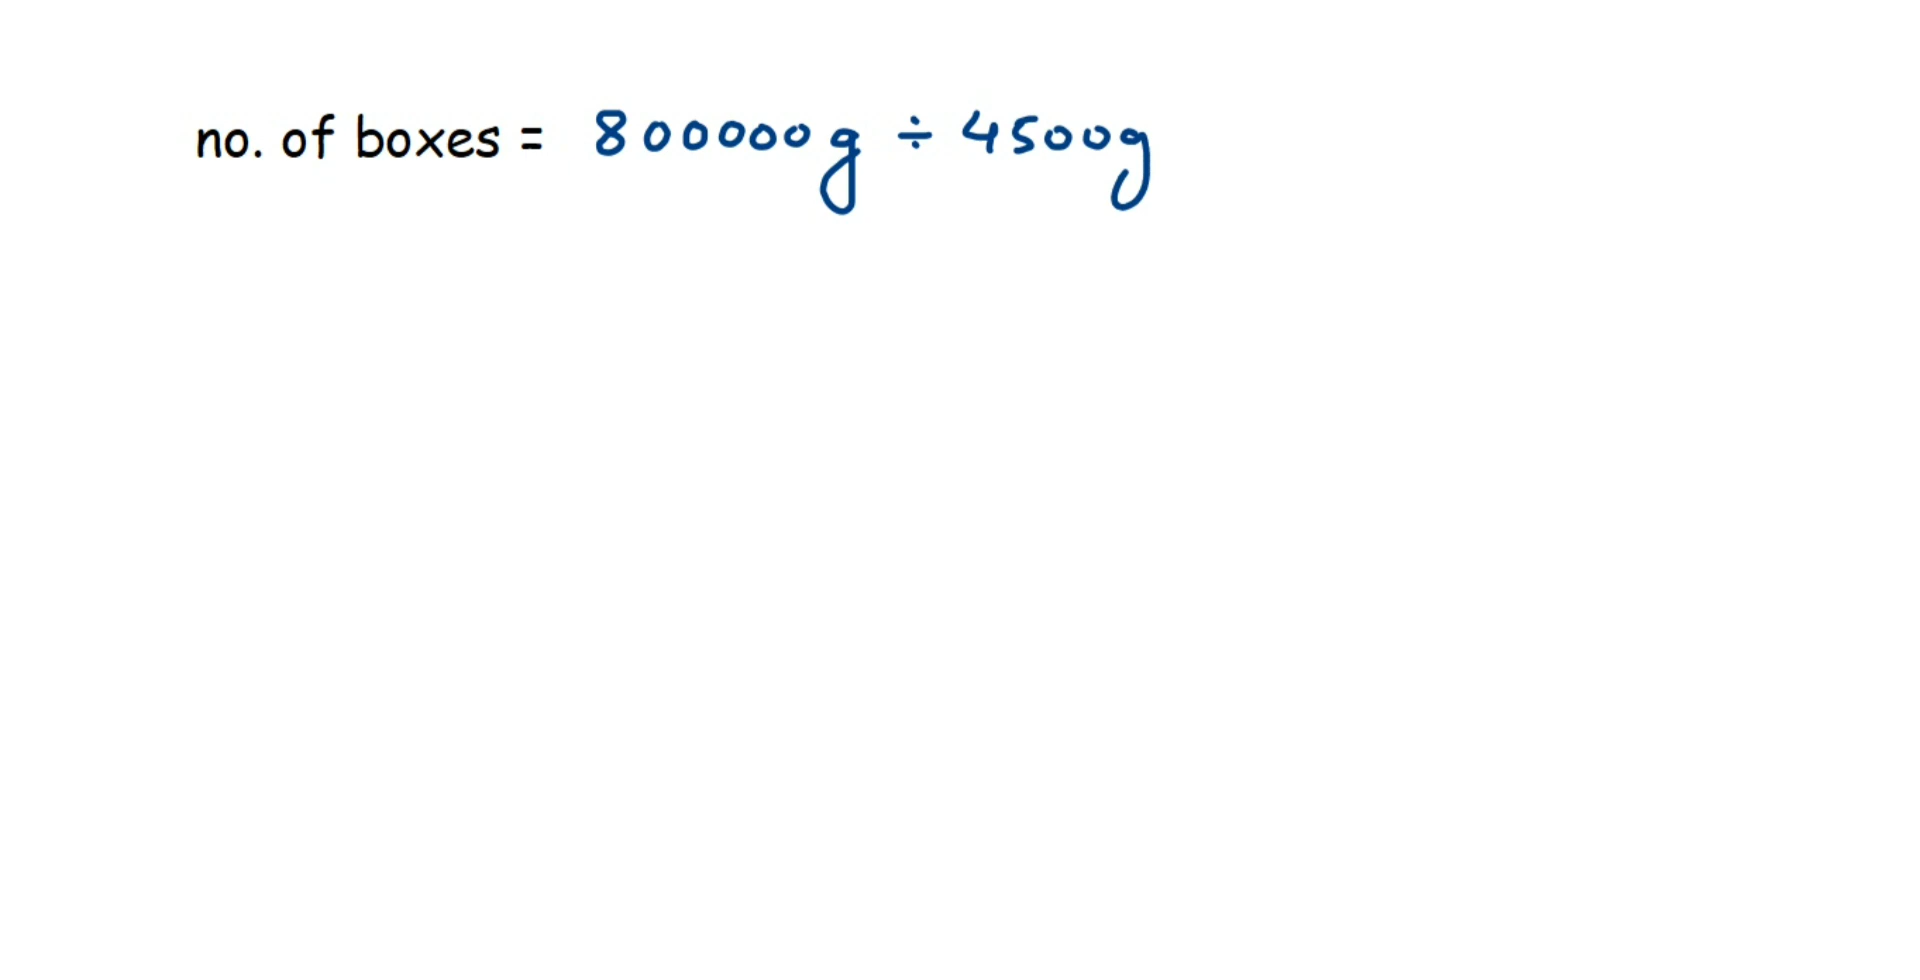 no. of boxes = 800000g ÷ 4500g